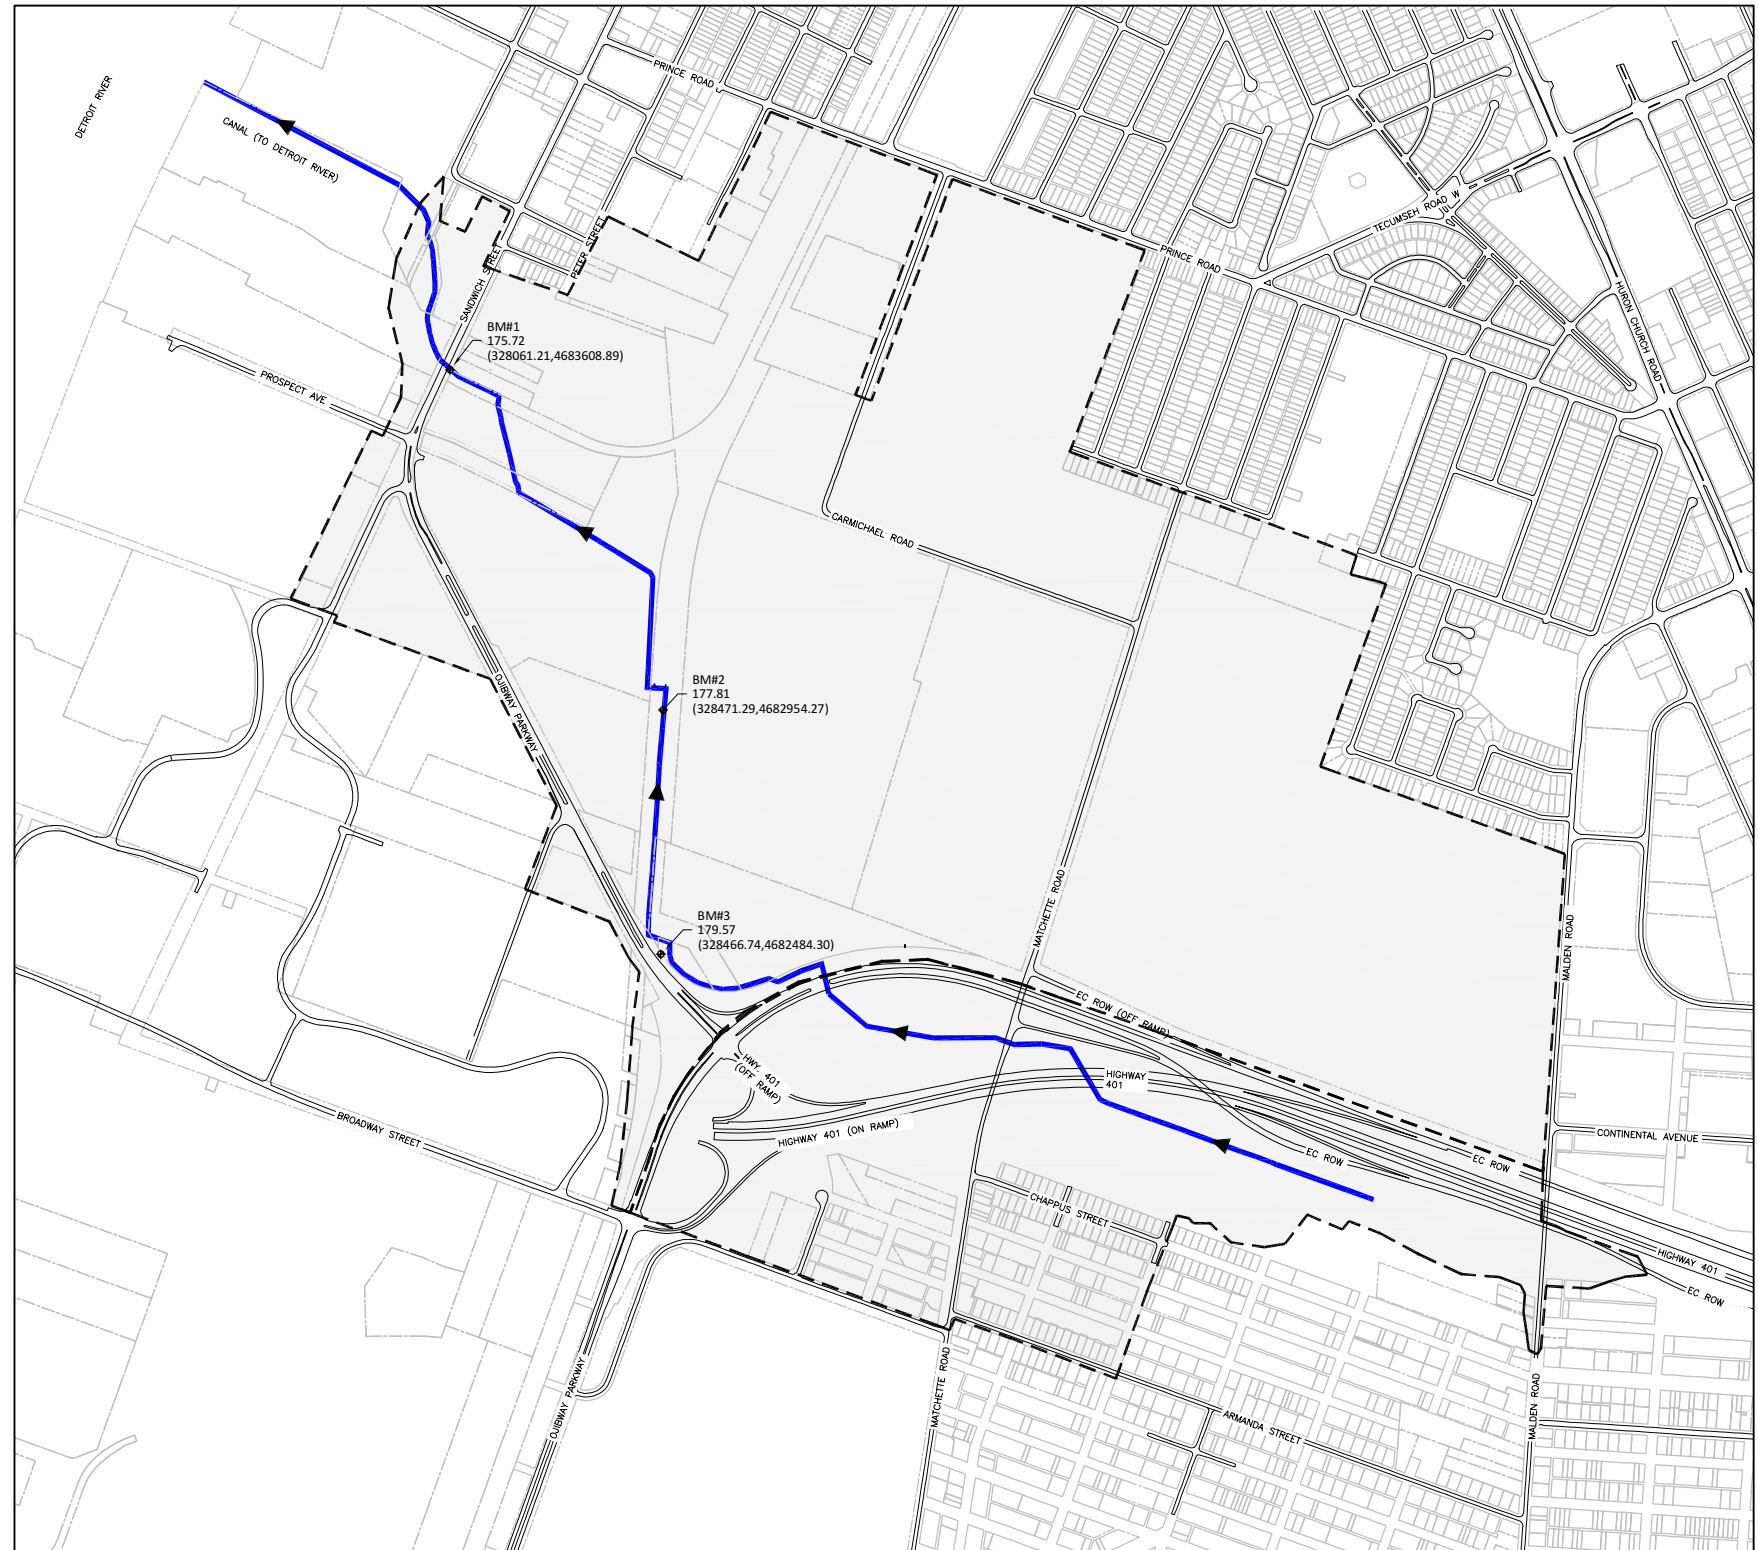 PRINCE ROAD
DETROIT RIVER
CANAL (TO DETROIT RIVER)
TECUMSEH ROAD W
PETER STREET
SANDWICH STREET
PRINCE ROAD
HURON CHURCH ROAD
BM#1
175.72
(328061.21,4683608.89)
PROSPECT AVE
CARMICHAEL ROAD
OJIBWAY PARKWAY
BM#2
177.81
(328471.29,4682954.27)
MATCHETTE ROAD
BM#3
179.57
(328466.74,4682484.30)
MALDEN ROAD
EC ROW (OFF RAMP)
HWY. 401
(OFF RAMP)
HIGHWAY
401
BROADWAY STREET
HIGHWAY 401 (ON RAMP)
CONTINENTAL AVENUE
EC ROW
EC ROW
CHAPPUS STREET
HIGHWAY 401
EC ROW
OJIBWAY PARKWAY
MATCHETTE ROAD
ARMANDA STREET
MALDEN ROAD